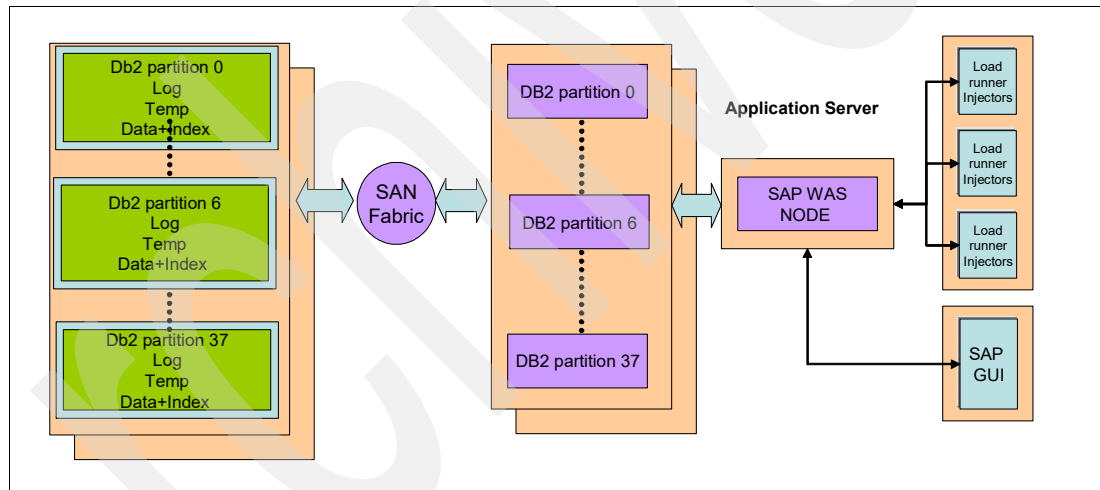 Db2 partition 0
Log
Temp
Data+Index
Db2 partition 6
Log
Temp
Data+Index
Db2 partition 37
Log
Temp
Data+Index
SAN
Fabric
DB2 partition 0
DB2 partition 6
DB2 partition 37
Application Server
SAP WAS
NODE
Load
runner
Injectors
Load
runner
Injectors
Load
runner
Injectors
SAP
GUI